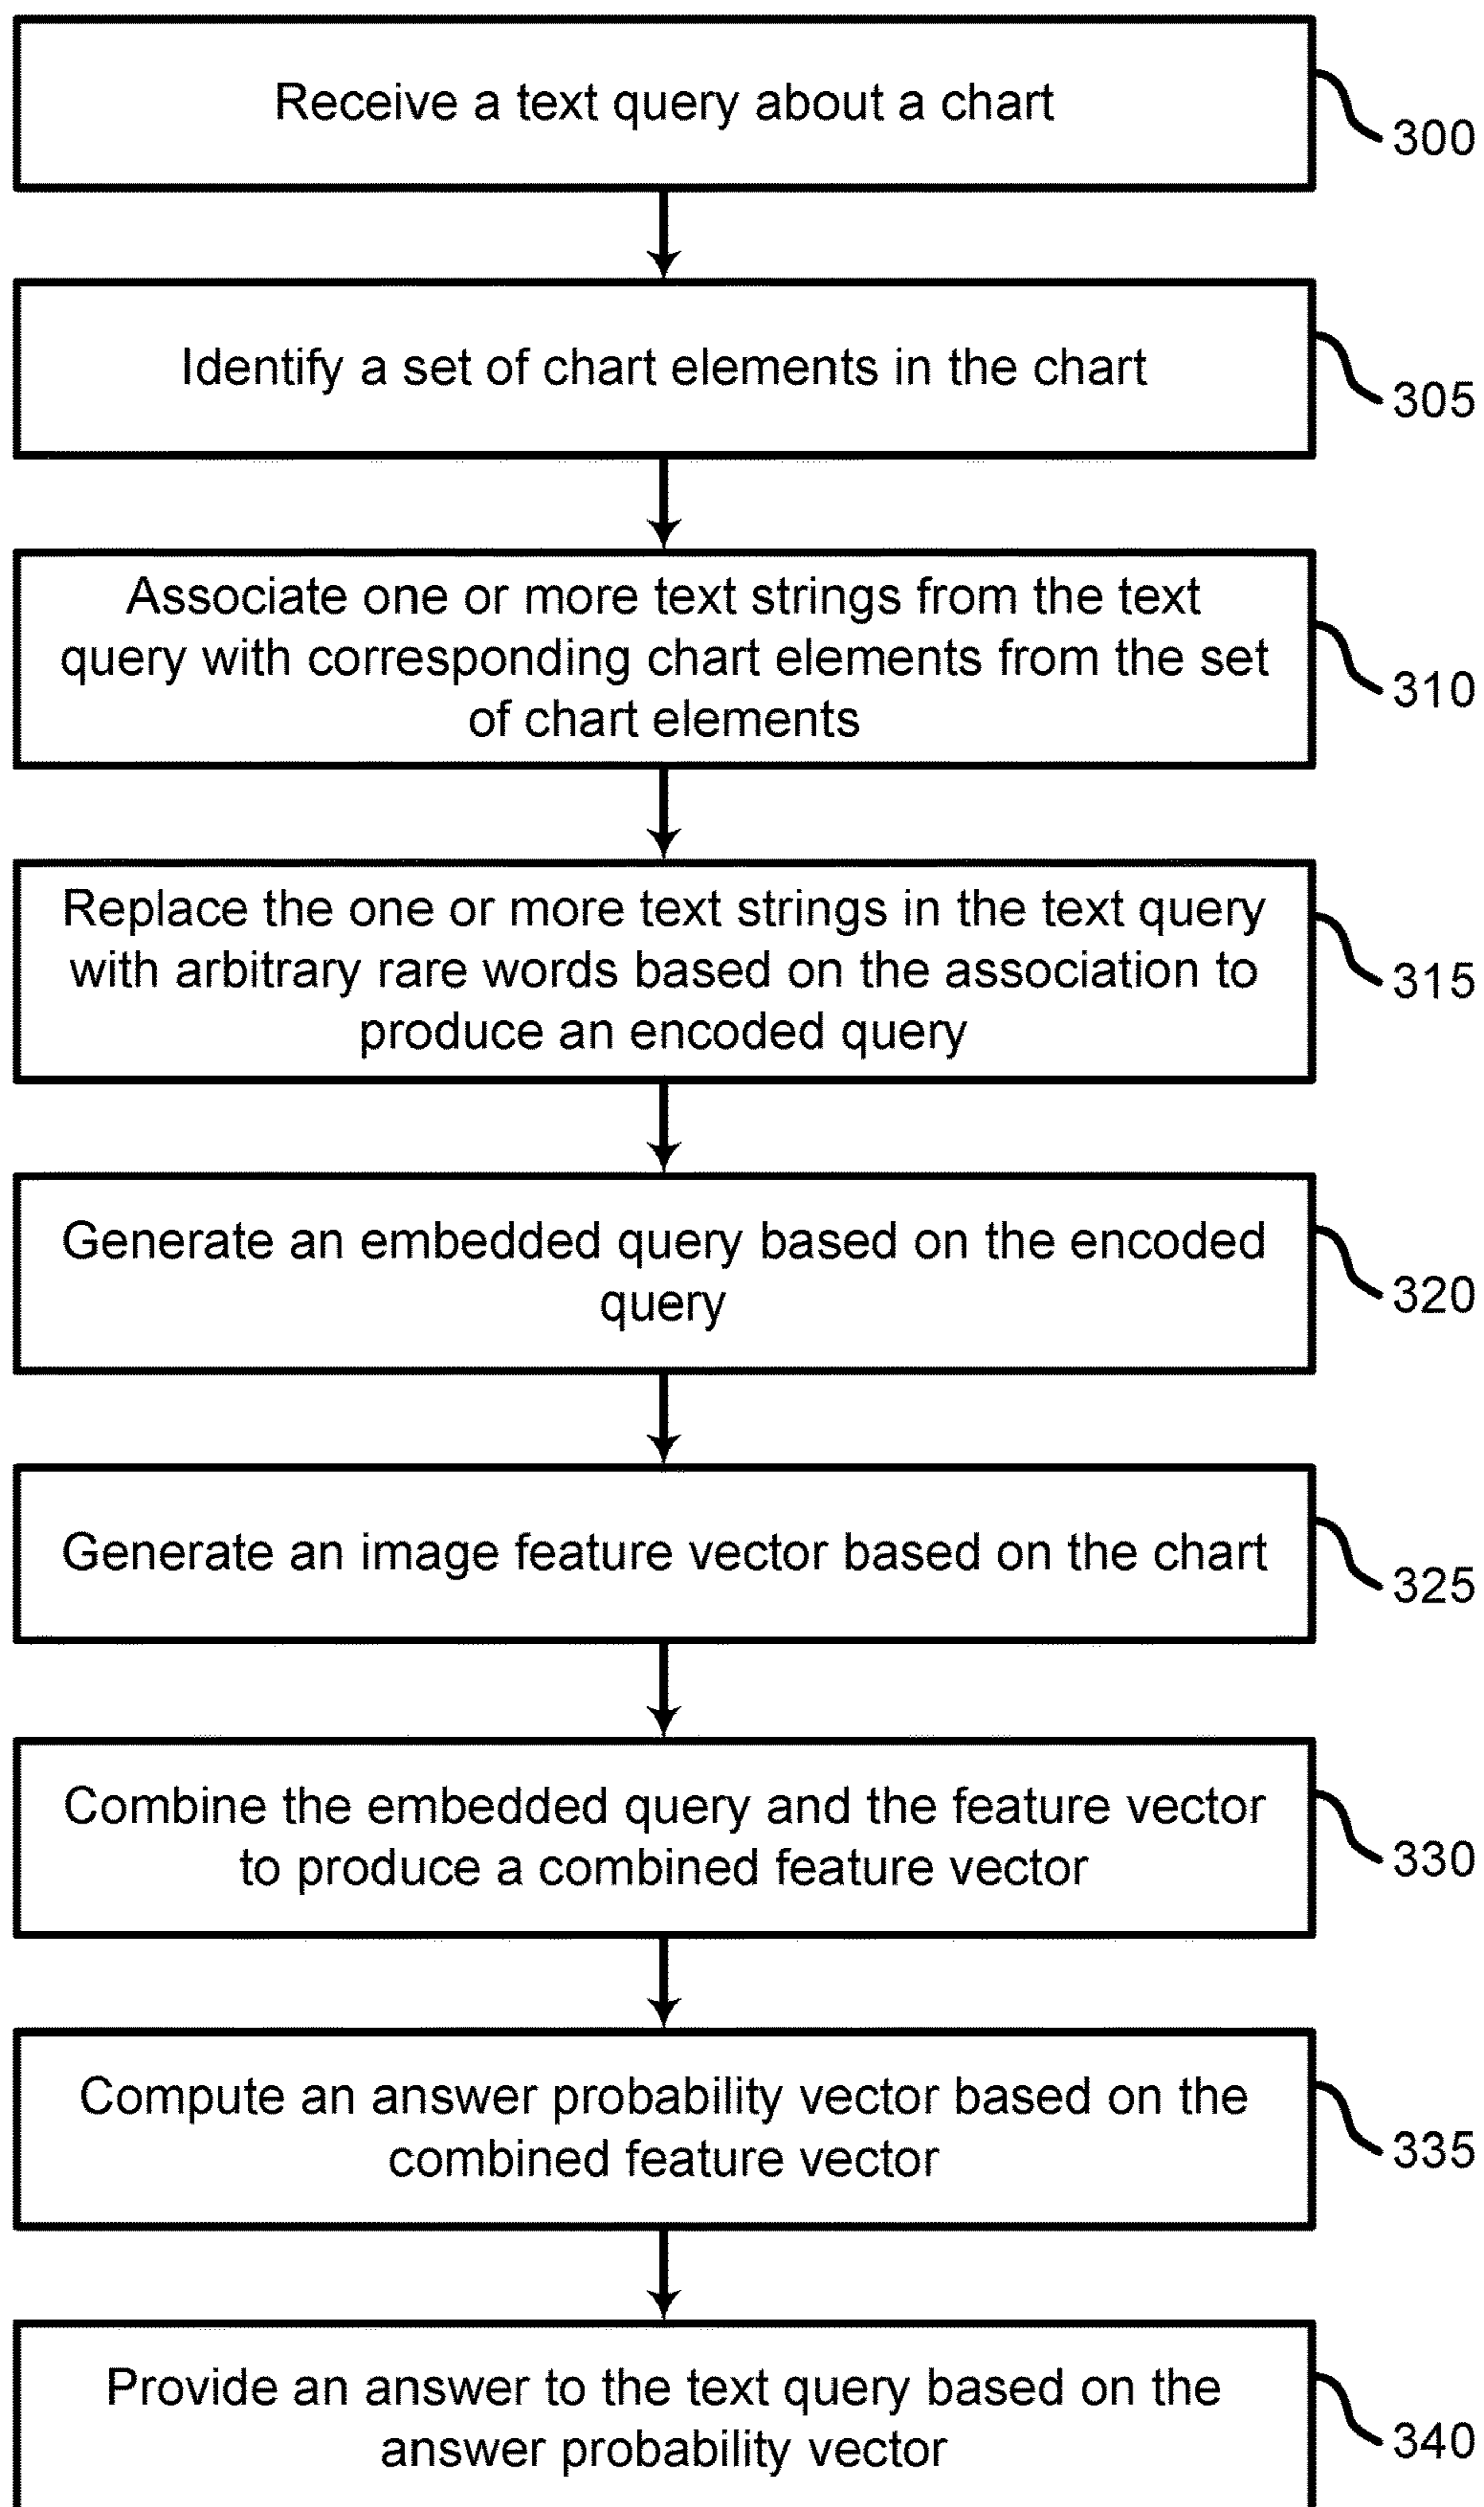 Receive a text query about a chart
300
Identify a set of chart elements in the chart
305
Associate one or more text strings from the text
query with corresponding chart elements from the set
of chart elements
310
Replace the one or more text strings in the text query
with arbitrary rare words based on the association to
produce an encoded query
315
Generate an embedded query based on the encoded
query
320
Generate an image feature vector based on the chart
325
Combine the embedded query and the feature vector
to produce a combined feature vector
330
Compute an answer probability vector based on the
combined feature vector
335
Provide an answer to the text query based on the
answer probability vector
340